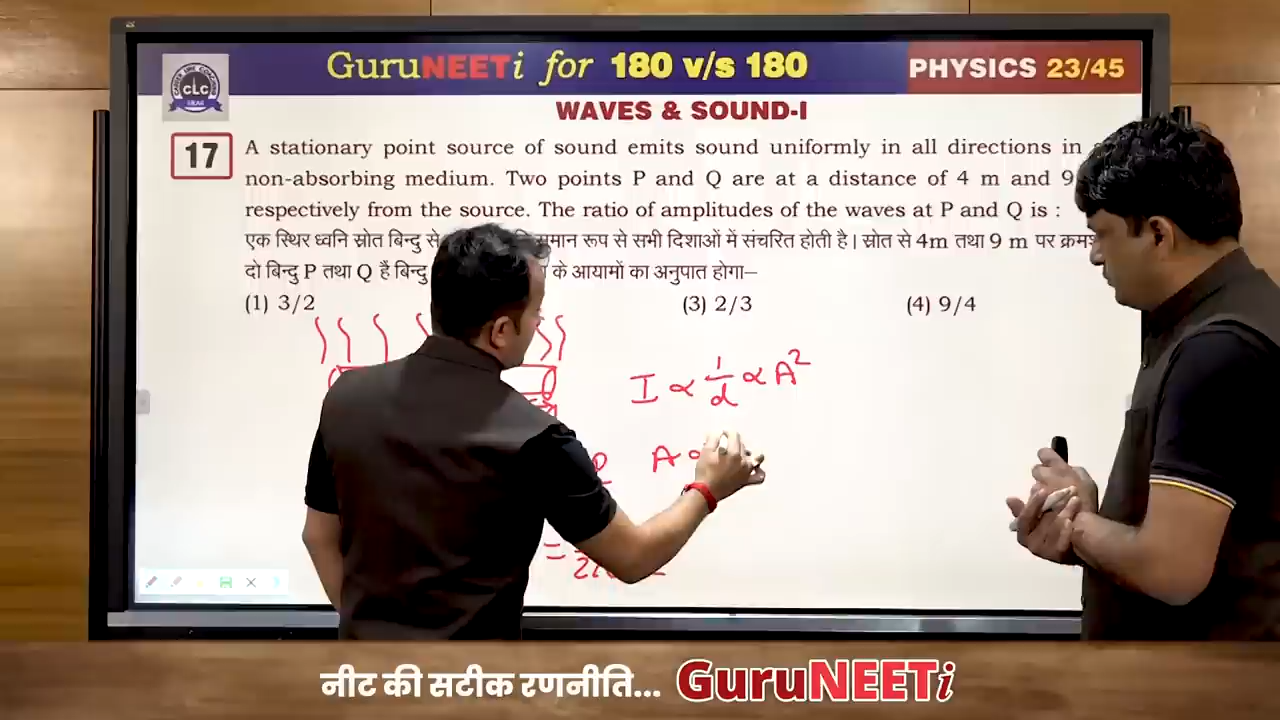 GuruNEETi for 180 v/s 180
PHYSICS 23/45
CLC
WAVES & SOUND-I
17
A stationary point source of sound emits sound uniformly in all directions in
non-absorbing medium. Two points P and Q are at a distance of 4 m and 9
respectively from the source. The ratio of amplitudes of the waves at P and Q is :
एक स्थिर ध्वनि स्रोत बिन्दु से समान रूप से सभी दिशाओं में संचरित होती है। स्रोत से 4m तथा 9 m पर
दो बिन्दु P तथा Q हैं बिन्दु के आयामों का अनुपात होगा–
(1) 3/2 (3) 2/3 (4) 9/4
I ∝ 1/d ∝ A²
A
=
नीट की सटीक रणनीति... GuruNEETi